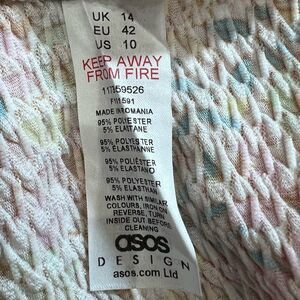 UK 14
EU 42
US 10
KEEP AWAY
FROM FIRE
MADE IN ROMANIA
95% POLYESTER
5% ELASTANE
95% POLYESTER
5% ÉLASTHANNE
95% POLIÉSTER
5% ELASTANO
95% POLYESTER
5% ELASTHAN
WASH WITH SIMILAR
COLOURS, IRON ON
REVERSE, TURN
INSIDE OUT BEFORE
CLEANING
asos
DESIGN
asos.com Ltd